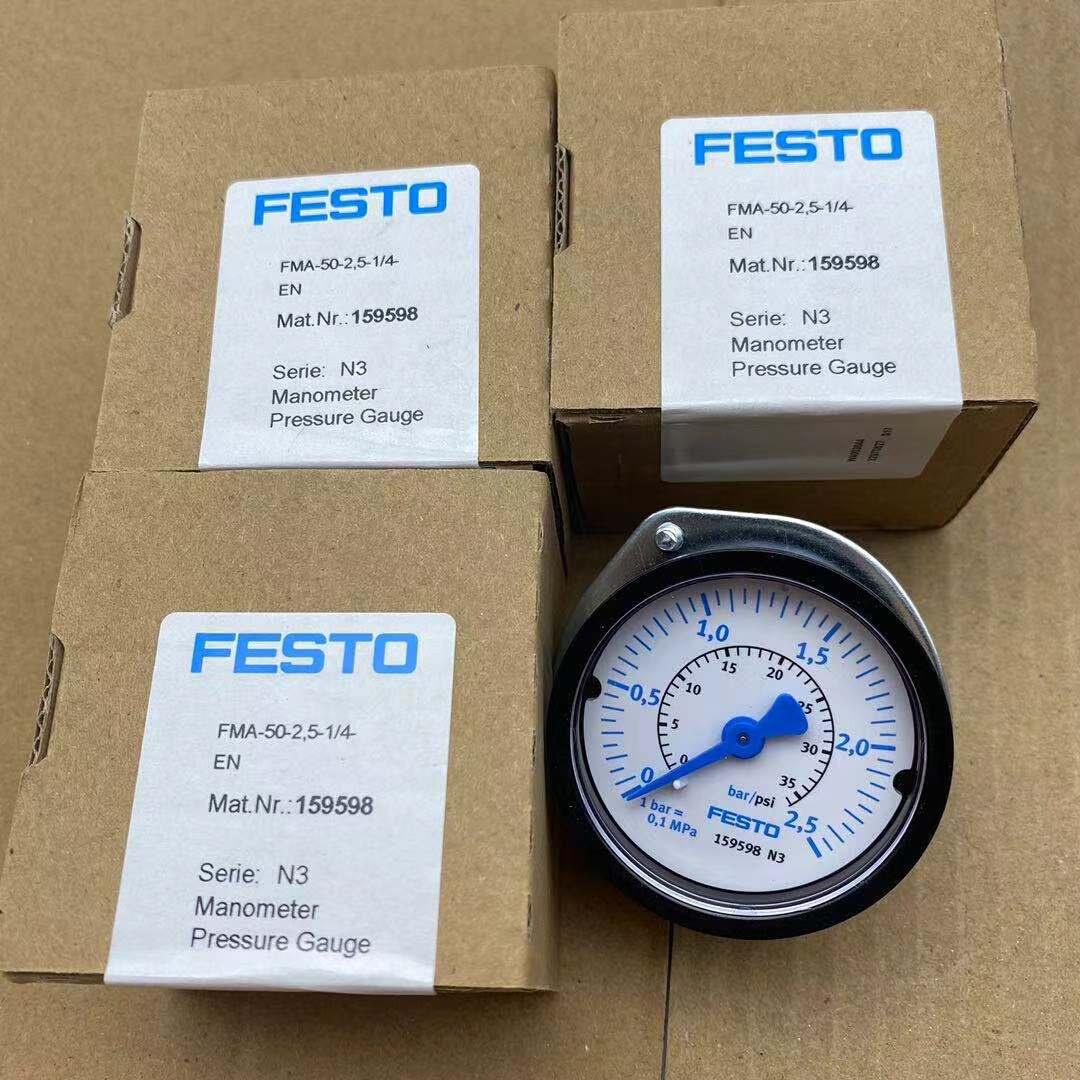 FESTO
FMA-50-2,5-1/4-
EN
Mat.Nr.:159598
Serie: N3
Manometer
Pressure Gauge
FESTO
FMA-50-2,5-1/4-
EN
Mat.Nr.:159598
Serie: N3
Manometer
Pressure Gauge
FESTO
FMA-50-2,5-1/4-
EN
Mat.Nr.:159598
Serie: N3
Manometer
Pressure Gauge
0
0,5
1,0
1,5
2,0
2,5
0
5
10
15
20
25
30
35
bar/psi
1 bar =
0,1 MPa
FESTO
159598 N3